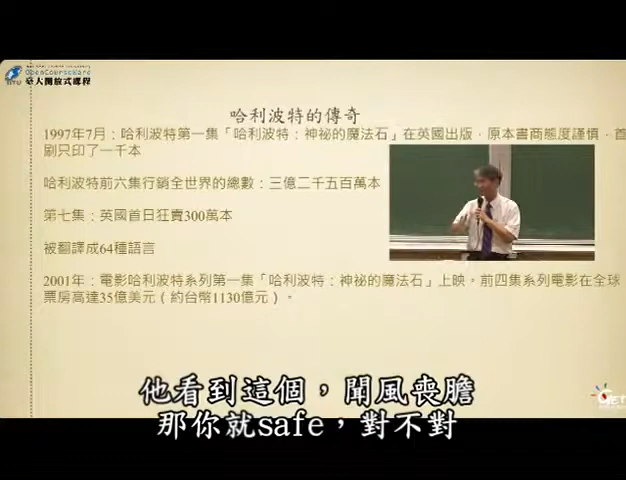 OpenCourseWare
NTU 臺大開放式課程
哈利波特的傳奇
1997年7月：哈利波特第一集「哈利波特：神祕的魔法石」在英國出版，原本書商態度謹慎，首
刷只印了一千本
哈利波特前六集行銷全世界的總數：三億二千五百萬本
第七集：英國首日狂賣300萬本
被翻譯成64種語言
2001年：電影哈利波特系列第一集「哈利波特：神祕的魔法石」上映，前四集系列電影在全球
票房高達35億美元（約台幣1130億元）。
他看到這個，聞風喪膽
那你就safe，對不對